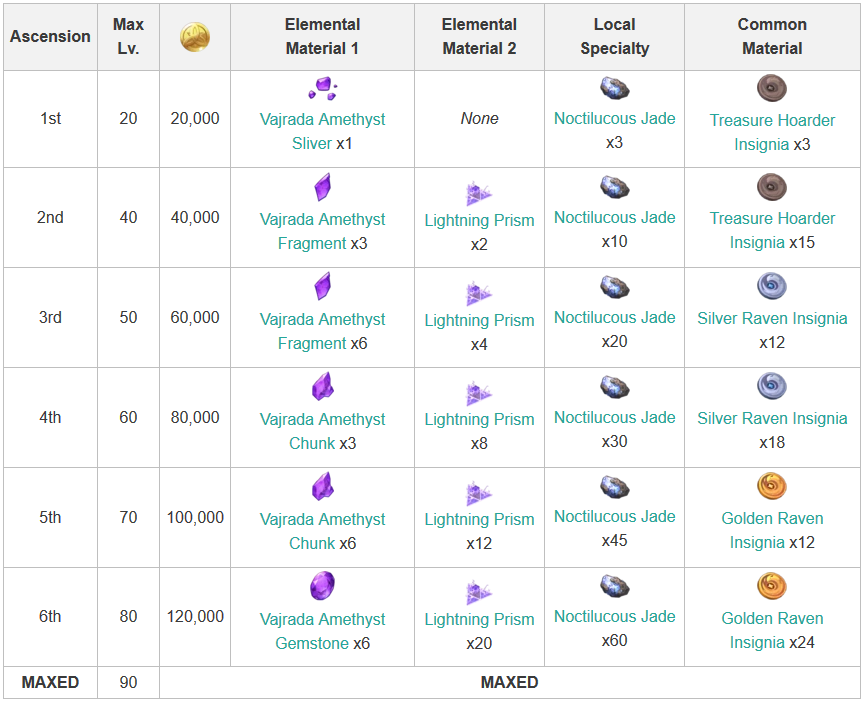 Ascension Max Lv. Elemental Material 1 Elemental Material 2 Local Specialty Common Material
1st 20 20,000 Vajrada Amethyst Sliver x1 None Noctilucous Jade x3 Treasure Hoarder Insignia x3
2nd 40 40,000 Vajrada Amethyst Fragment x3 Lightning Prism x2 Noctilucous Jade x10 Treasure Hoarder Insignia x15
3rd 50 60,000 Vajrada Amethyst Fragment x6 Lightning Prism x4 Noctilucous Jade x20 Silver Raven Insignia x12
4th 60 80,000 Vajrada Amethyst Chunk x3 Lightning Prism x8 Noctilucous Jade x30 Silver Raven Insignia x18
5th 70 100,000 Vajrada Amethyst Chunk x6 Lightning Prism x12 Noctilucous Jade x45 Golden Raven Insignia x12
6th 80 120,000 Vajrada Amethyst Gemstone x6 Lightning Prism x20 Noctilucous Jade x60 Golden Raven Insignia x24
MAXED 90 MAXED